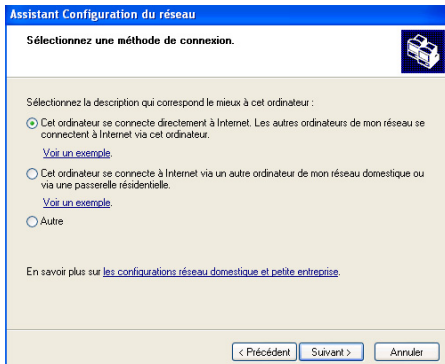 Assistant Configuration du réseau
Sélectionnez une méthode de connexion.
Sélectionnez la description qui correspond le mieux à cet ordinateur :
Cet ordinateur se connecte directement à Internet. Les autres ordinateurs de mon réseau se
connectent à Internet via cet ordinateur.
Voir un exemple.
Cet ordinateur se connecte à Internet via un autre ordinateur de mon réseau domestique ou
via une passerelle résidentielle.
Voir un exemple.
Autre
En savoir plus sur les configurations réseau domestique et petite entreprise.
< Précédent Suivant > Annuler